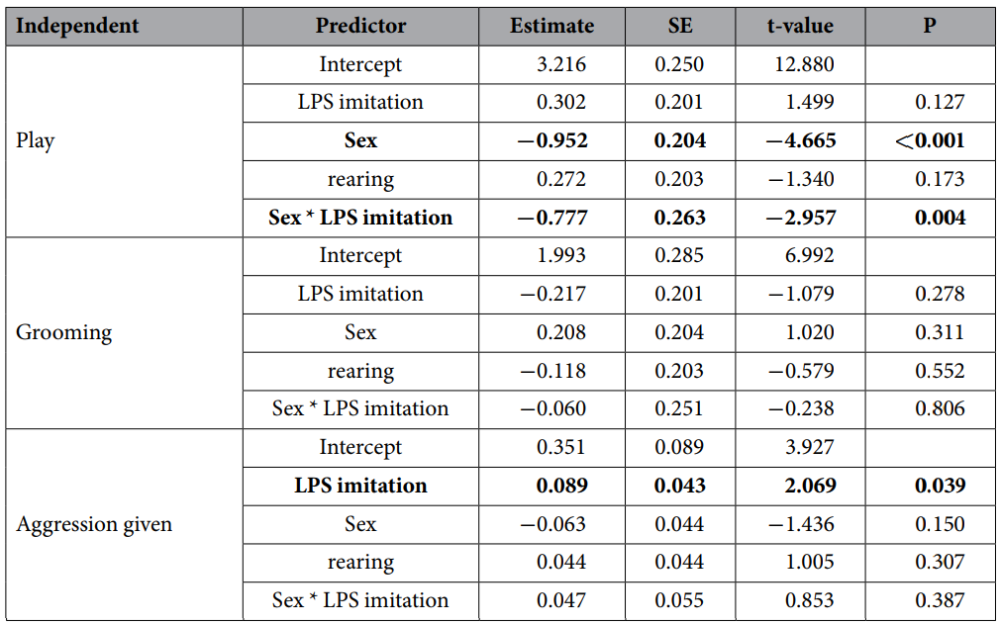 Independent Predictor Estimate SE t-value P
Intercept 3.216 0.250 12.880
LPS imitation 0.302 0.201 1.499 0.127
Play Sex −0.952 0.204 −4.665 <0.001
rearing 0.272 0.203 −1.340 0.173
Sex * LPS imitation −0.777 0.263 −2.957 0.004
Intercept 1.993 0.285 6.992
LPS imitation −0.217 0.201 −1.079 0.278
Grooming Sex 0.208 0.204 1.020 0.311
rearing −0.118 0.203 −0.579 0.552
Sex * LPS imitation −0.060 0.251 −0.238 0.806
Intercept 0.351 0.089 3.927
LPS imitation 0.089 0.043 2.069 0.039
Aggression given Sex −0.063 0.044 −1.436 0.150
rearing 0.044 0.044 1.005 0.307
Sex * LPS imitation 0.047 0.055 0.853 0.387